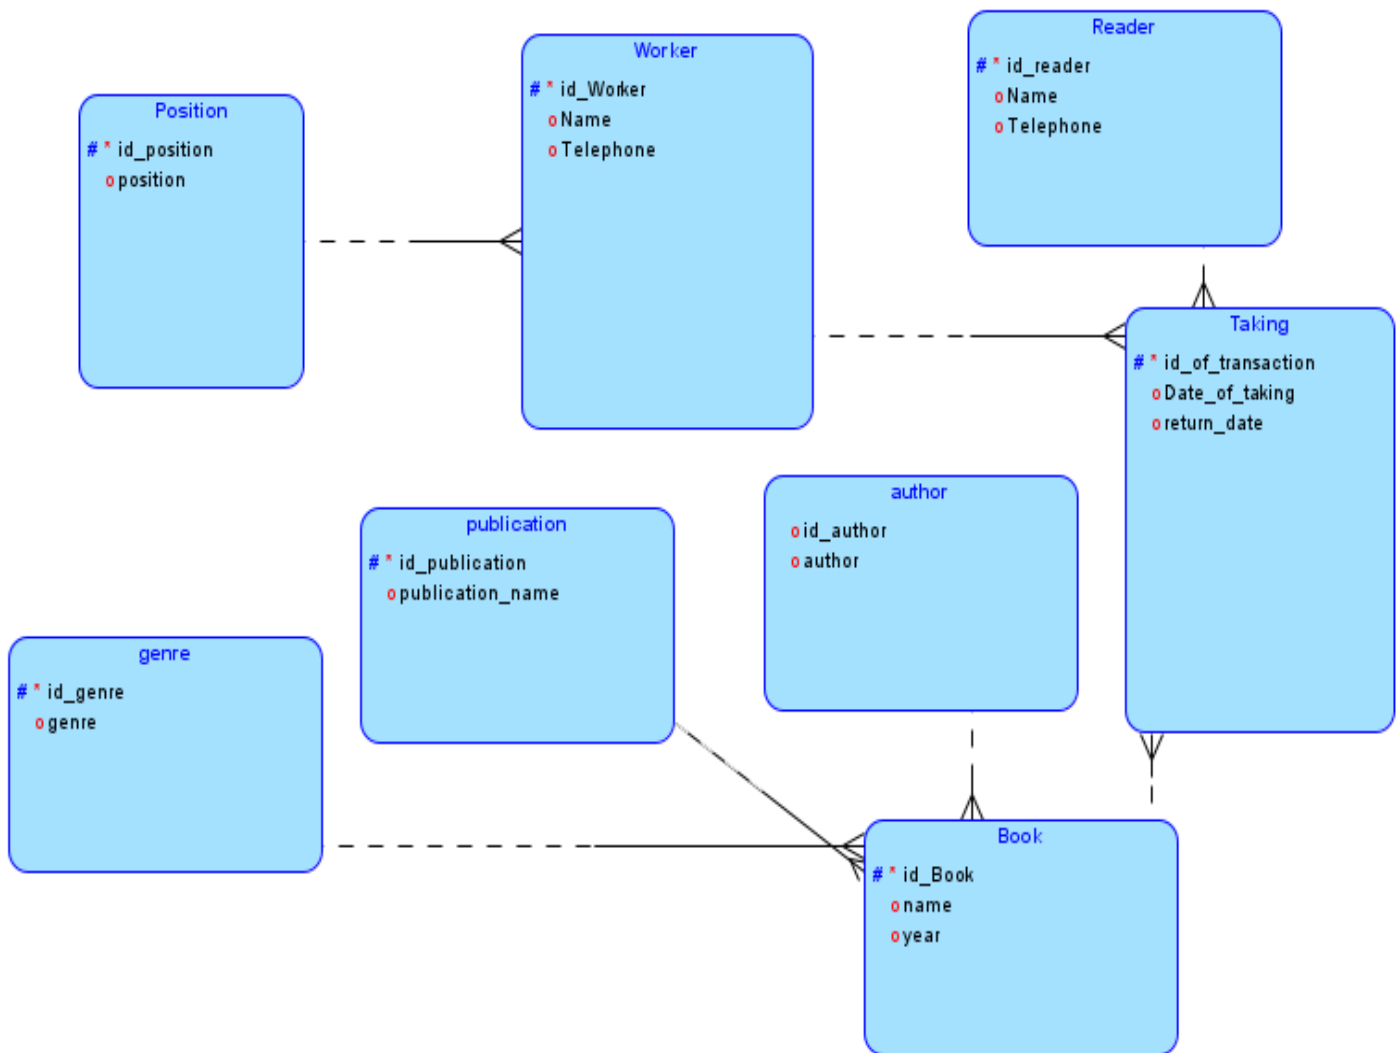 Position
# * id_position
o position
Worker
# * id_Worker
o Name
o Telephone
Reader
# * id_reader
o Name
o Telephone
Taking
# * id_of_transaction
o Date_of_taking
o return_date
author
o id_author
o author
publication
# * id_publication
o publication_name
genre
# * id_genre
o genre
Book
# * id_Book
o name
o year